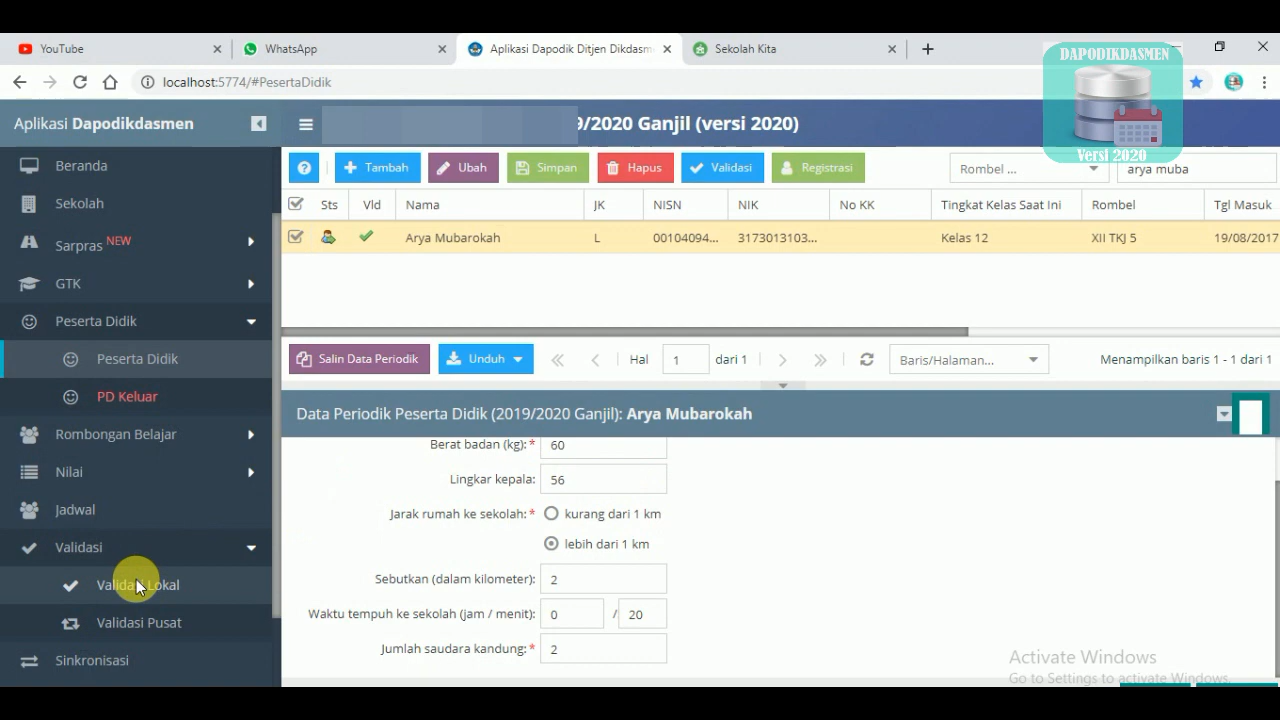 YouTube
WhatsApp
Aplikasi Dapodik Ditjen Dikdasm
Sekolah Kita
DAPODIKDASMEN
Versi 2020
localhost:5774/#PesertaDidik
Aplikasi Dapodikdasmen
9/2020 Ganjil (versi 2020)
Beranda
Sekolah
Sarpras NEW
GTK
Peserta Didik
Peserta Didik
PD Keluar
Rombongan Belajar
Nilai
Jadwal
Validasi
Validasi Lokal
Validasi Pusat
Sinkronisasi
Tambah Ubah Simpan Hapus Validasi Registrasi Rombel ... arya muba
Sts Vld Nama JK NISN NIK No KK Tingkat Kelas Saat Ini Rombel Tgl Masuk
Arya Mubarokah L 00104094... 3173013103... Kelas 12 XII TKJ 5 19/08/2017
Salin Data Periodik Unduh Hal 1 dari 1 Baris/Halaman... Menampilkan baris 1 - 1 dari 1
Data Periodik Peserta Didik (2019/2020 Ganjil): Arya Mubarokah
Berat badan (kg):* 60
Lingkar kepala: 56
Jarak rumah ke sekolah:* kurang dari 1 km
lebih dari 1 km
Sebutkan (dalam kilometer): 2
Waktu tempuh ke sekolah (jam / menit): 0 / 20
Jumlah saudara kandung:* 2
Activate Windows
Go to Settings to activate Windows.